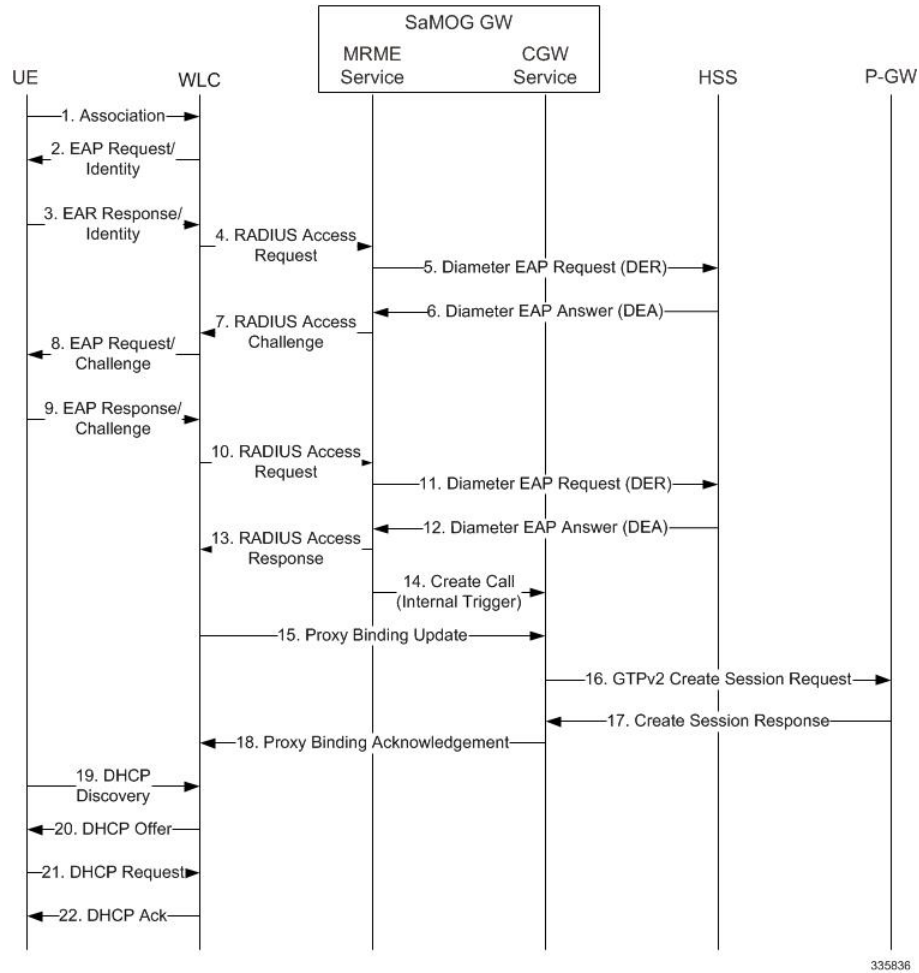 SaMOG GW
MRME
Service
CGW
Service
UE
WLC
HSS
P-GW
1. Association
2. EAP Request/
Identity
3. EAR Response/
Identity
4. RADIUS Access
Request
5. Diameter EAP Request (DER)
6. Diameter EAP Answer (DEA)
7. RADIUS Access
Challenge
8. EAP Request/
Challenge
9. EAP Response/
Challenge
10. RADIUS Access
Request
11. Diameter EAP Request (DER)
12. Diameter EAP Answer (DEA)
13. RADIUS Access
Response
14. Create Call
(Internal Trigger)
15. Proxy Binding Update
16. GTPv2 Create Session Request
17. Create Session Response
18. Proxy Binding Acknowledgement
19. DHCP
Discovery
20. DHCP Offer
21. DHCP Request
22. DHCP Ack
335836